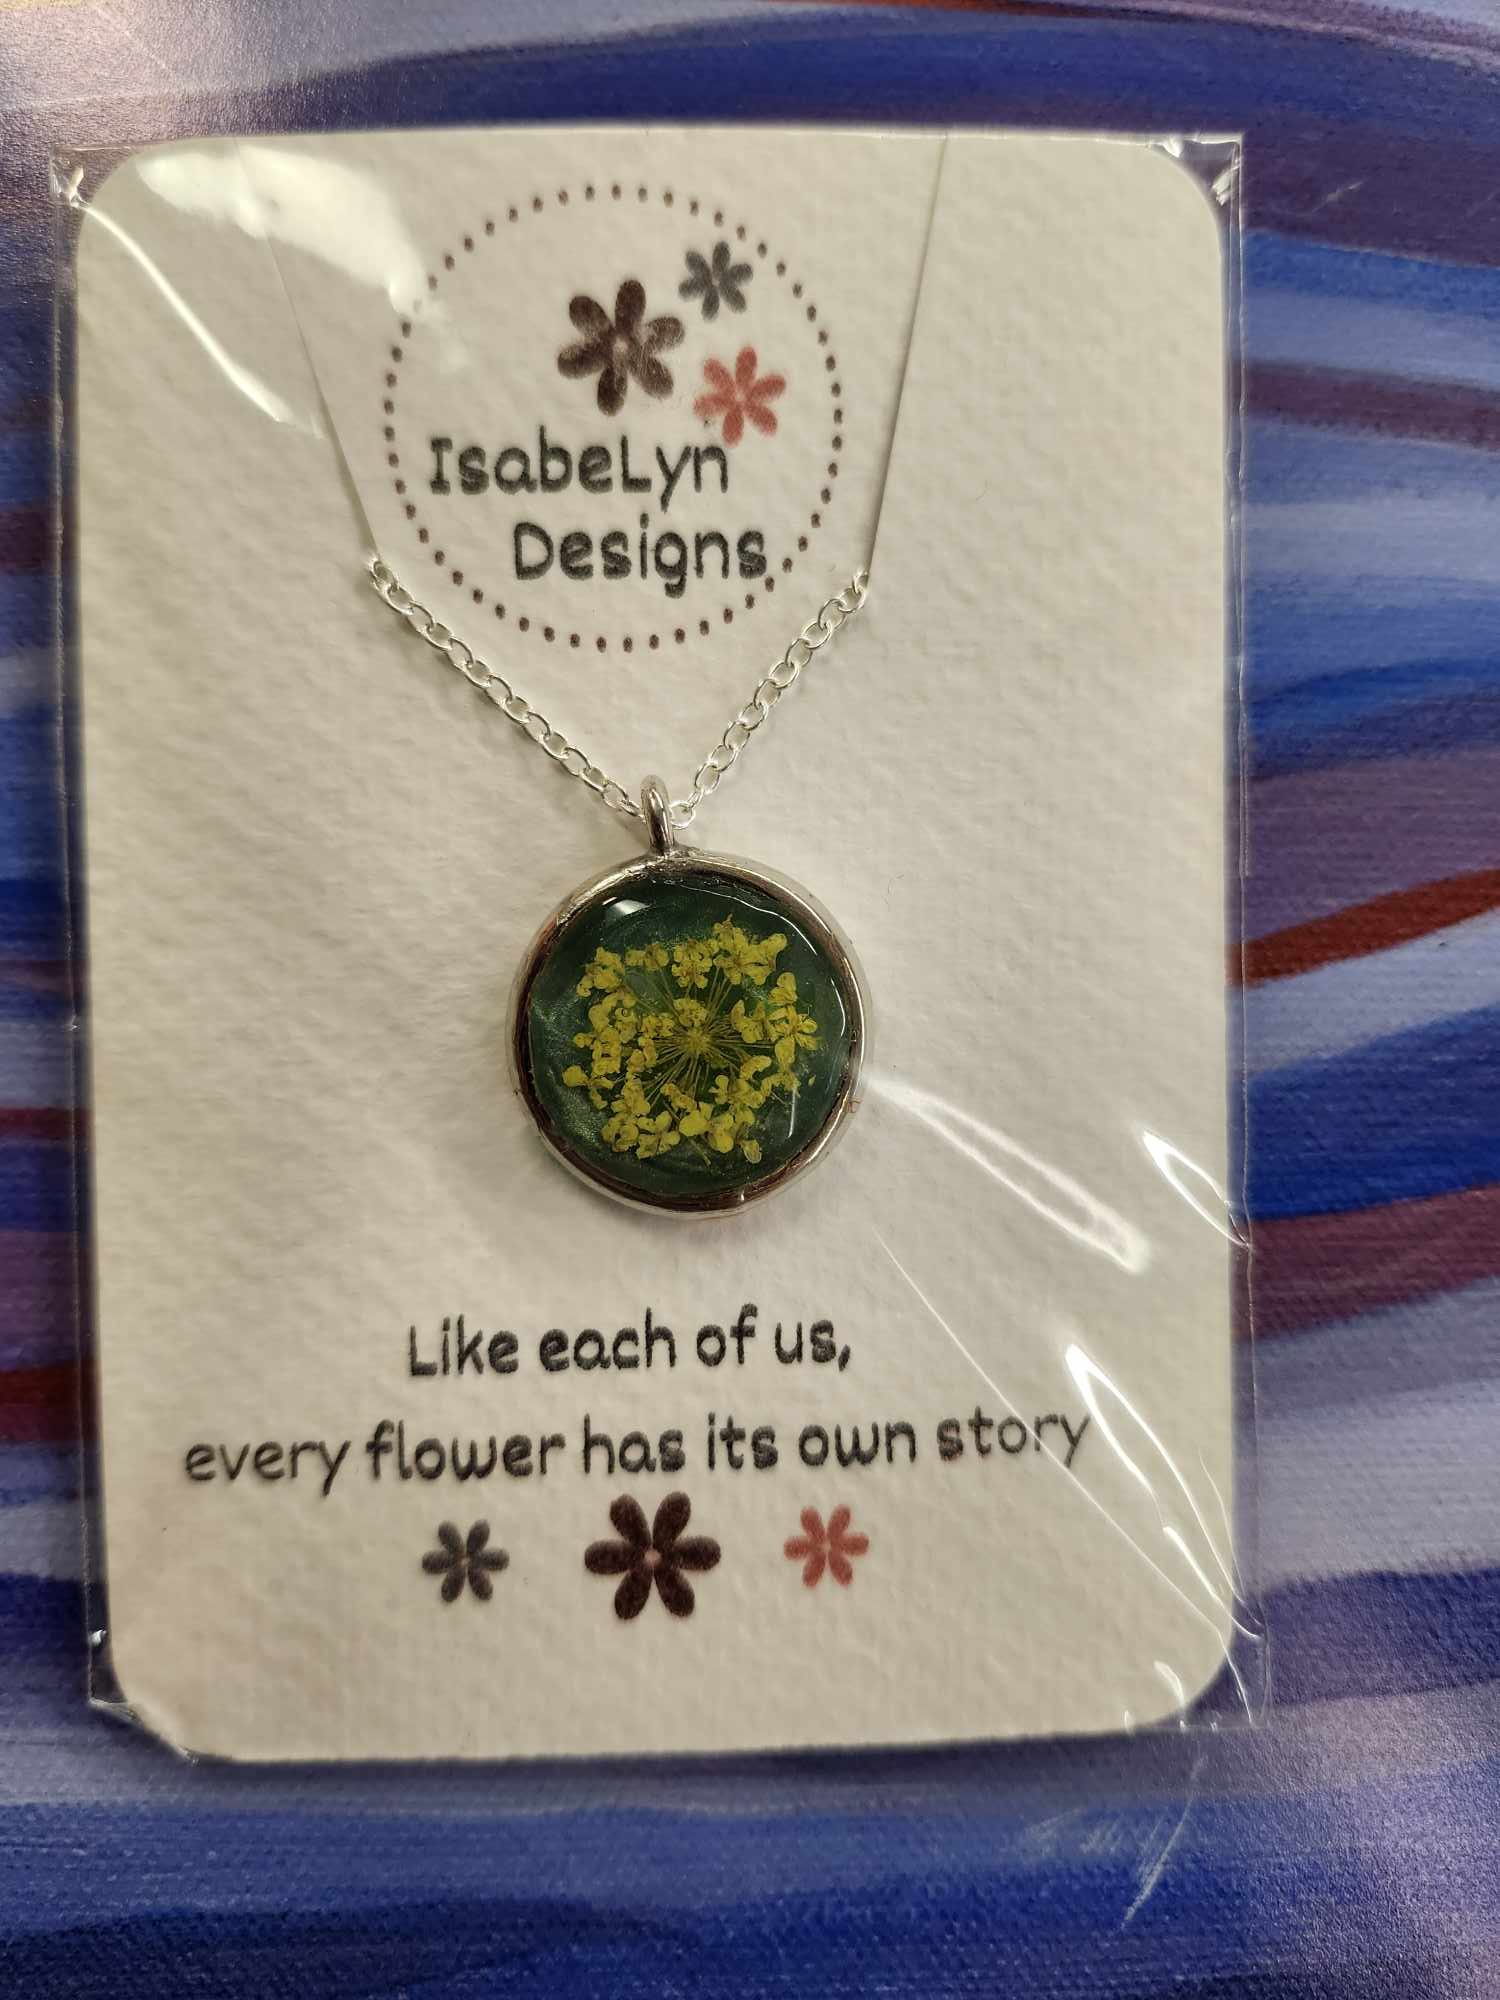 IsabeLyn
Designs
Like each of us,
every flower has its own story